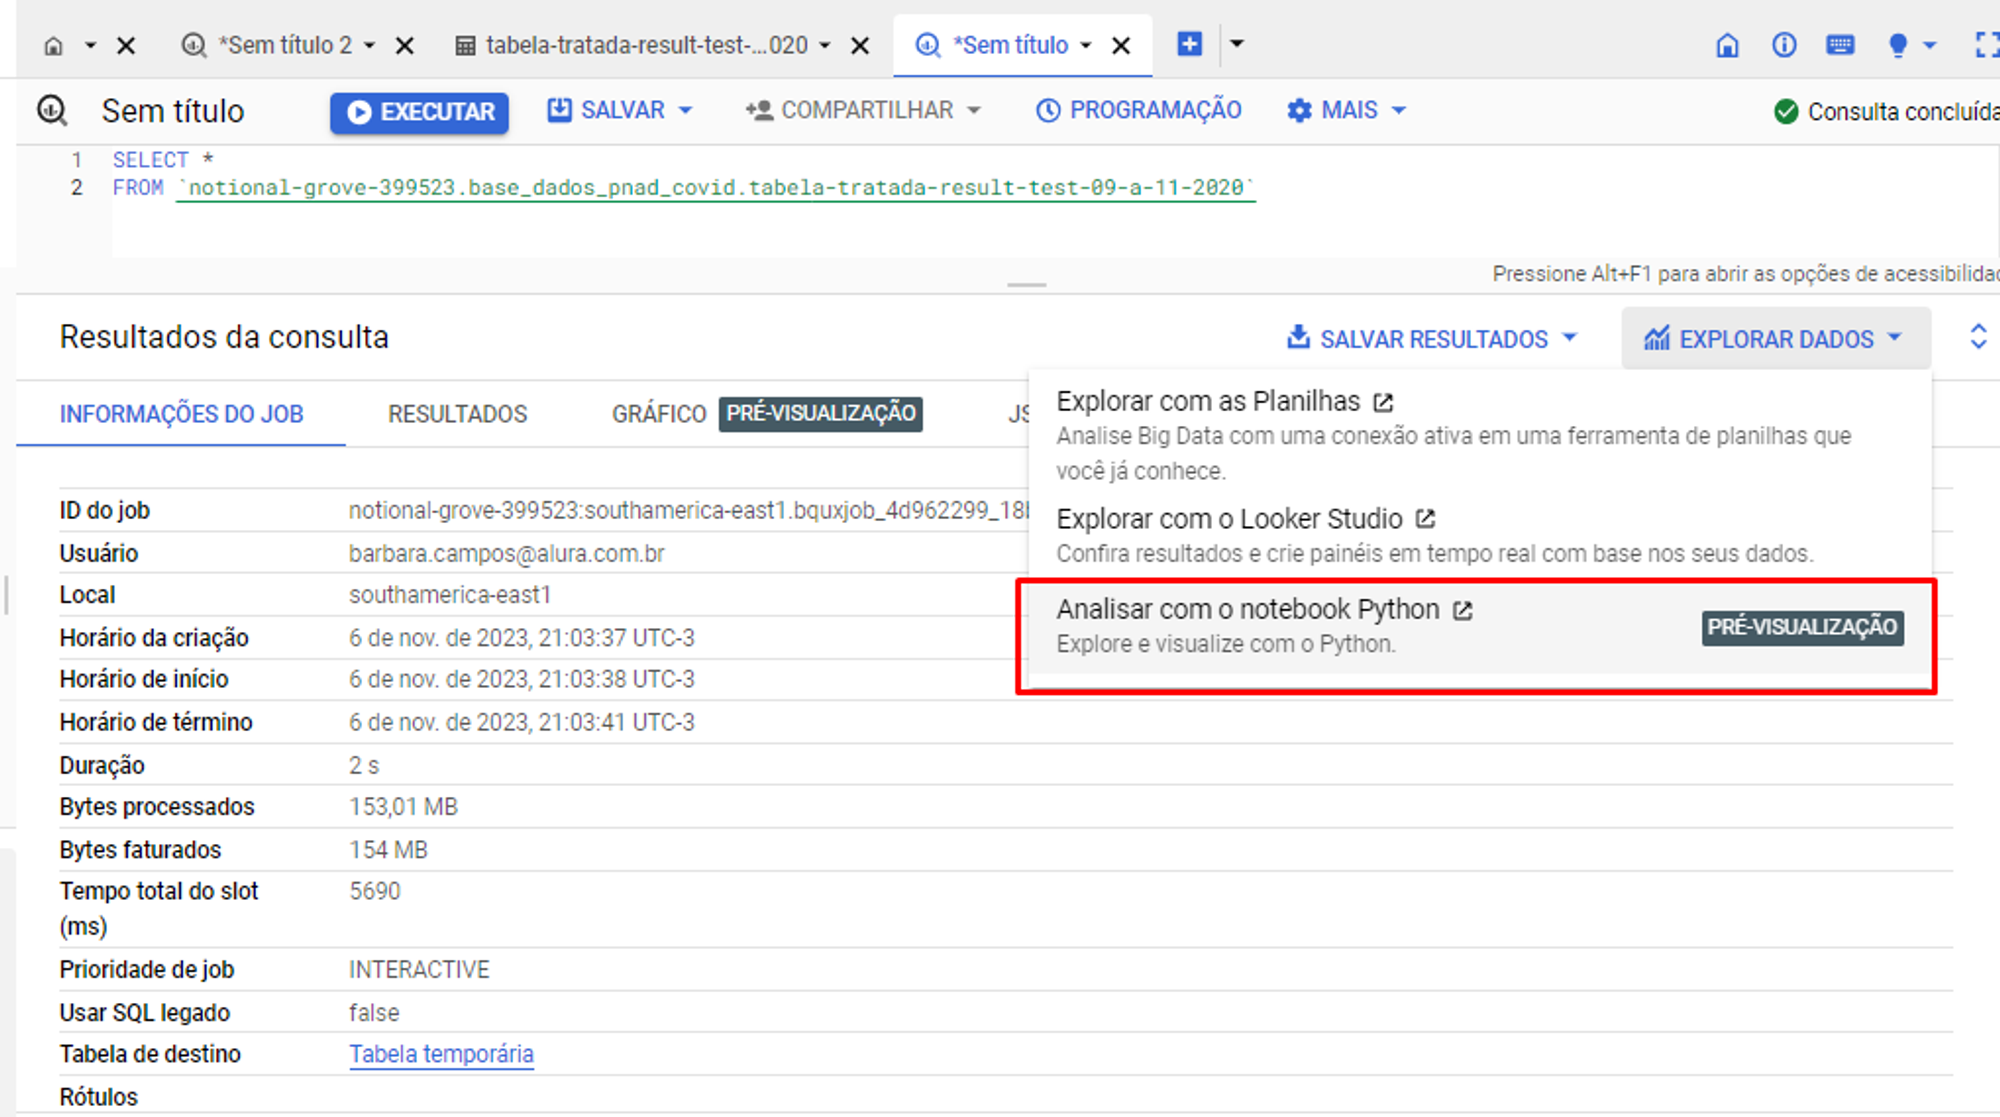 *Sem título 2
tabela-tratada-result-test-...020
*Sem título
Sem título
EXECUTAR
SALVAR
COMPARTILHAR
PROGRAMAÇÃO
MAIS
Consulta concluída
1 SELECT *
2 FROM `notional-grove-399523.base_dados_pnad_covid.tabela-tratada-result-test-09-a-11-2020`
Pressione Alt+F1 para abrir as opções de acessibilidad
Resultados da consulta
SALVAR RESULTADOS
EXPLORAR DADOS
INFORMAÇÕES DO JOB
RESULTADOS
GRÁFICO PRÉ-VISUALIZAÇÃO
JS
Explorar com as Planilhas
Analise Big Data com uma conexão ativa em uma ferramenta de planilhas que
você já conhece.
Explorar com o Looker Studio
Confira resultados e crie painéis em tempo real com base nos seus dados.
Analisar com o notebook Python
PRÉ-VISUALIZAÇÃO
Explore e visualize com o Python.
ID do job notional-grove-399523:southamerica-east1.bquxjob_4d962299_18
Usuário barbara.campos@alura.com.br
Local southamerica-east1
Horário da criação 6 de nov. de 2023, 21:03:37 UTC-3
Horário de início 6 de nov. de 2023, 21:03:38 UTC-3
Horário de término 6 de nov. de 2023, 21:03:41 UTC-3
Duração 2 s
Bytes processados 153,01 MB
Bytes faturados 154 MB
Tempo total do slot 5690
(ms)
Prioridade de job INTERACTIVE
Usar SQL legado false
Tabela de destino Tabela temporária
Rótulos